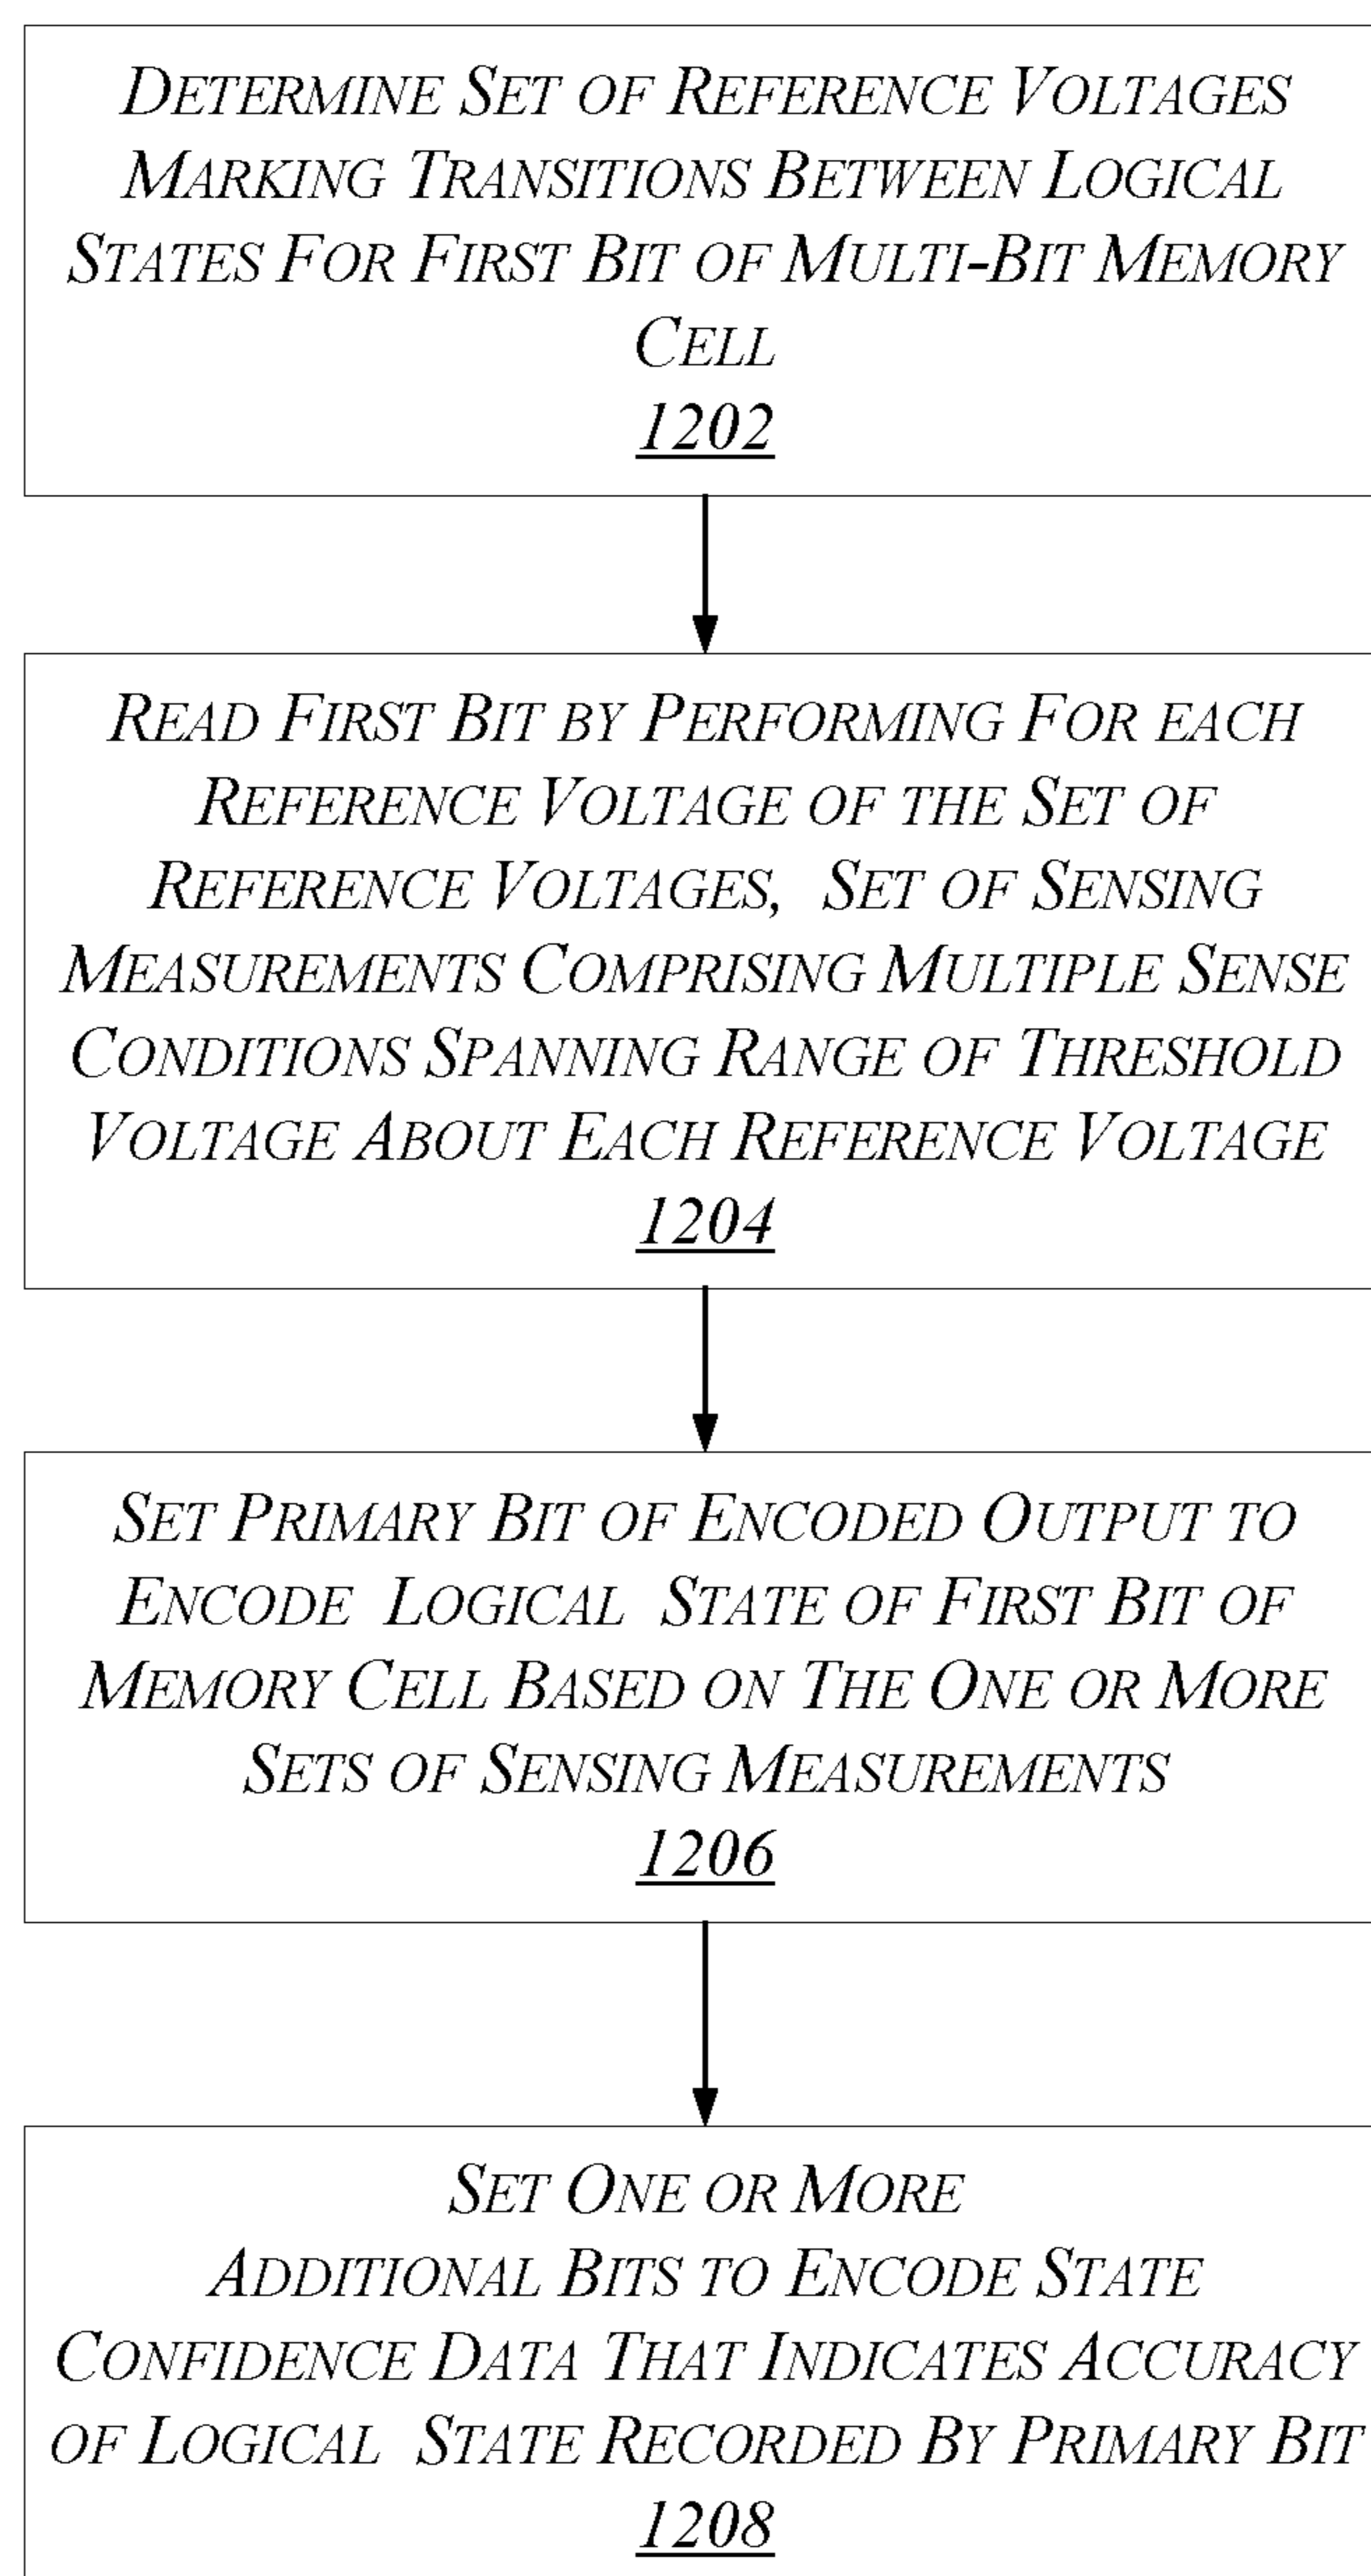 DETERMINE SET OF REFERENCE VOLTAGES
MARKING TRANSITIONS BETWEEN LOGICAL
STATES FOR FIRST BIT OF MULTI-BIT MEMORY
CELL
1202
READ FIRST BIT BY PERFORMING FOR EACH
REFERENCE VOLTAGE OF THE SET OF
REFERENCE VOLTAGES, SET OF SENSING
MEASUREMENTS COMPRISING MULTIPLE SENSE
CONDITIONS SPANNING RANGE OF THRESHOLD
VOLTAGE ABOUT EACH REFERENCE VOLTAGE
1204
SET PRIMARY BIT OF ENCODED OUTPUT TO
ENCODE LOGICAL STATE OF FIRST BIT OF
MEMORY CELL BASED ON THE ONE OR MORE
SETS OF SENSING MEASUREMENTS
1206
SET ONE OR MORE
ADDITIONAL BITS TO ENCODE STATE
CONFIDENCE DATA THAT INDICATES ACCURACY
OF LOGICAL STATE RECORDED BY PRIMARY BIT
1208